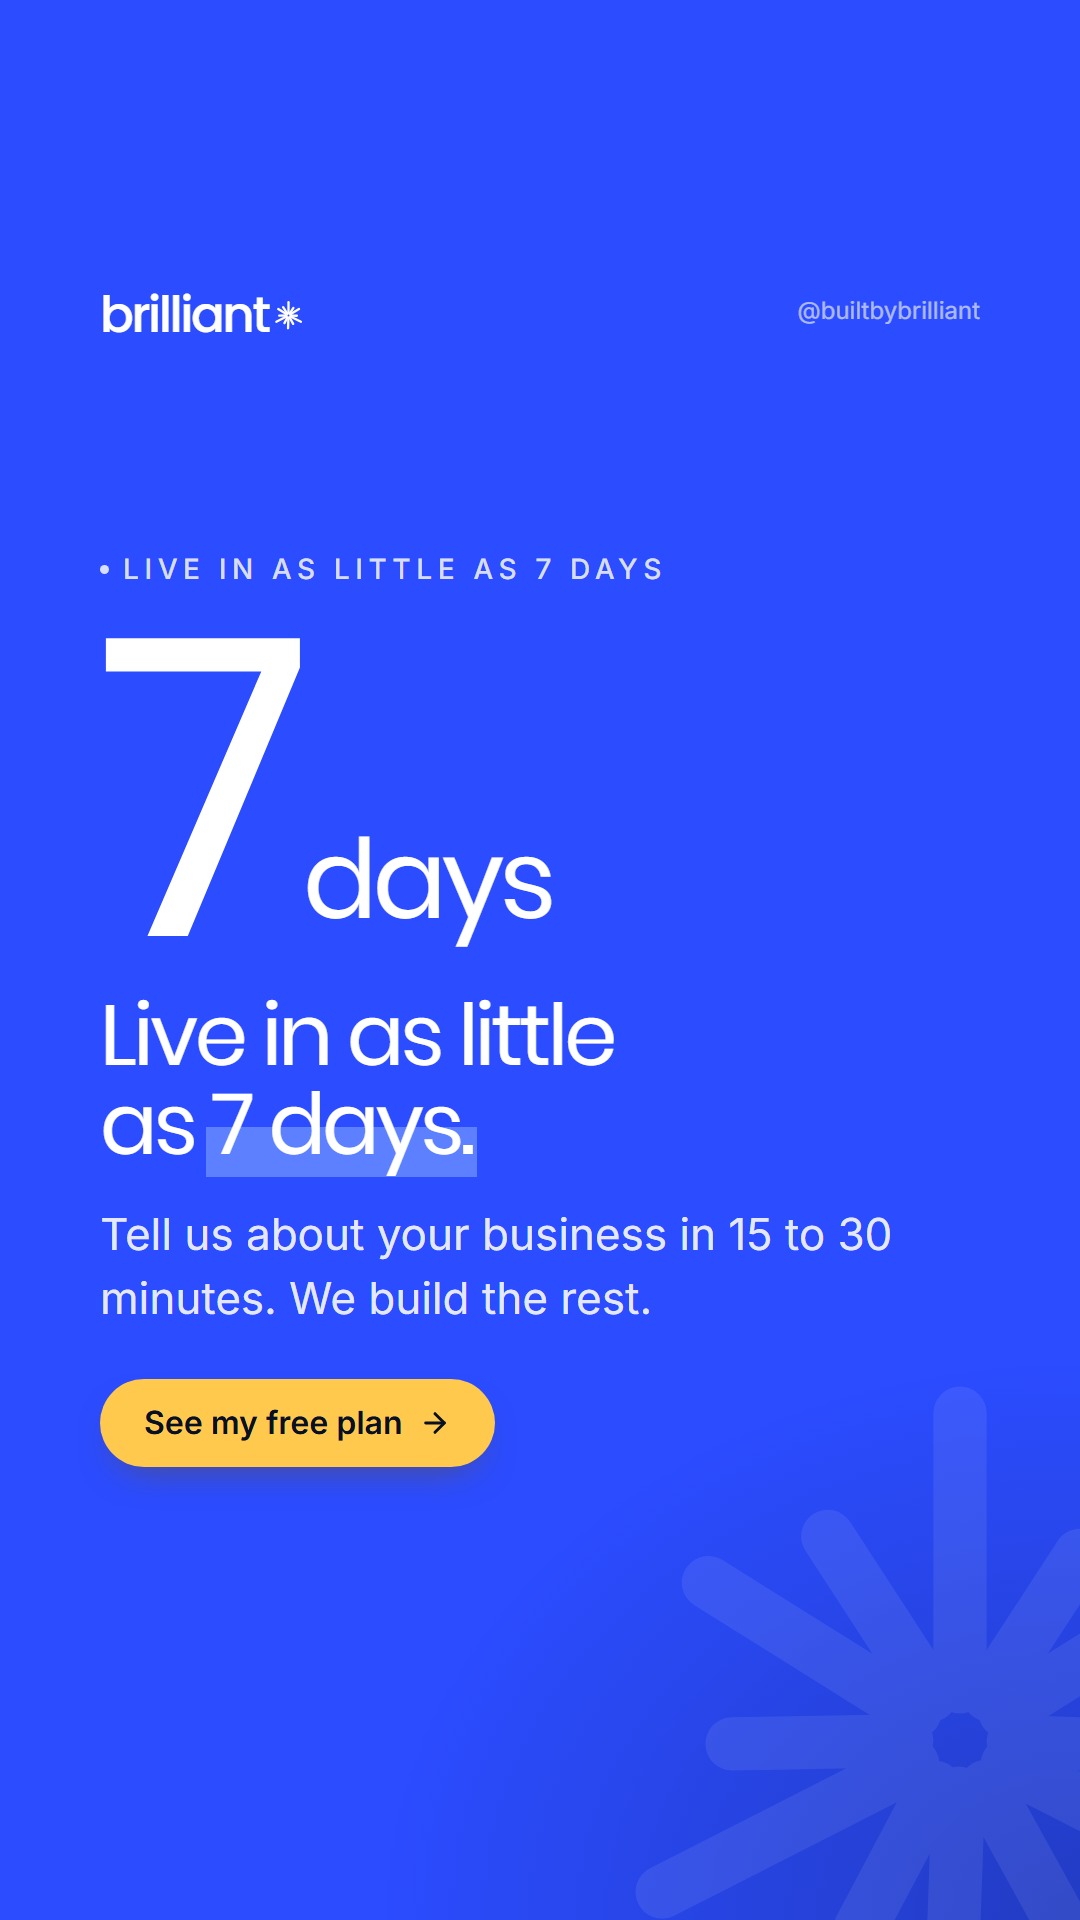 brilliant
@builtbybrilliant
• LIVE IN AS LITTLE AS 7 DAYS
7 days
Live in as little
as 7 days.
Tell us about your business in 15 to 30
minutes. We build the rest.
See my free plan →